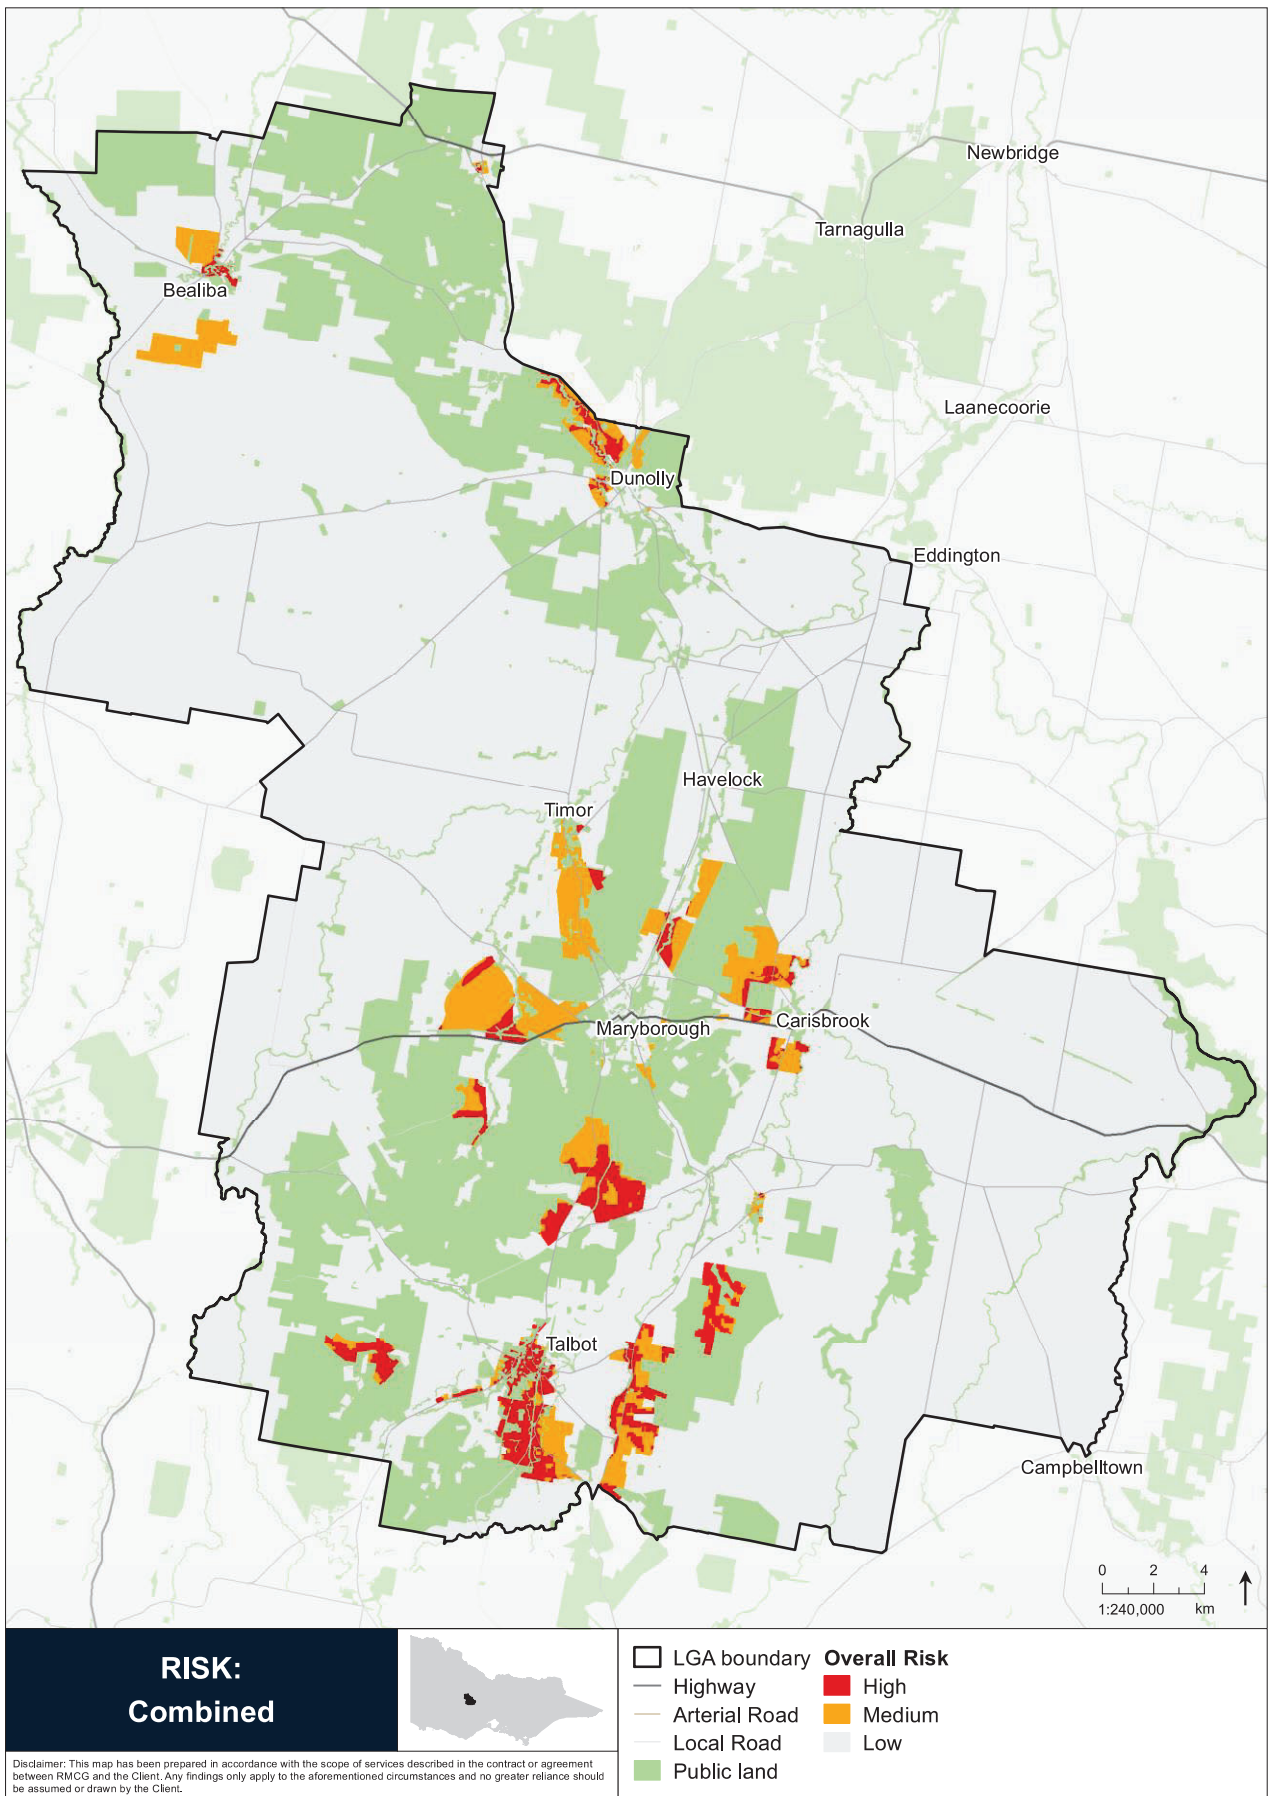 Newbridge
Tarnagulla
Bealiba
Laanecoorie
Dunolly
Eddington
Havelock
Timor
Maryborough
Carisbrook
Talbot
Campbelltown
0 2 4
1:240,000 km
RISK:
Combined
LGA boundary
Highway
Arterial Road
Local Road
Public land
Overall Risk
High
Medium
Low
Disclaimer: This map has been prepared in accordance with the scope of services described in the contract or agreement
between RMCG and the Client. Any findings only apply to the aforementioned circumstances and no greater reliance should
be assumed or drawn by the Client.